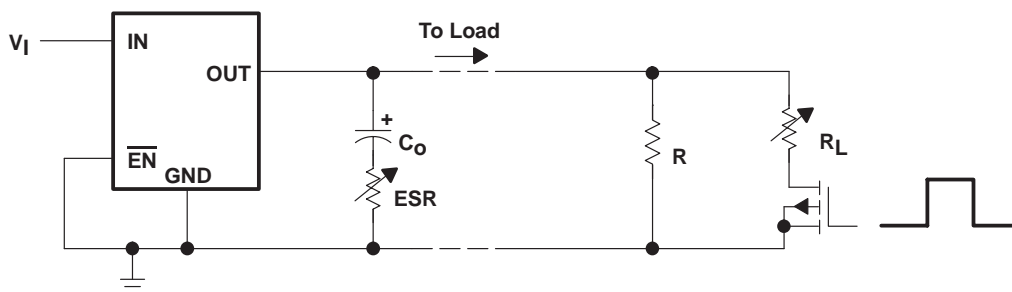 To Load
V_I
IN
OUT
+
C_o
EN
GND
ESR
R
R_L